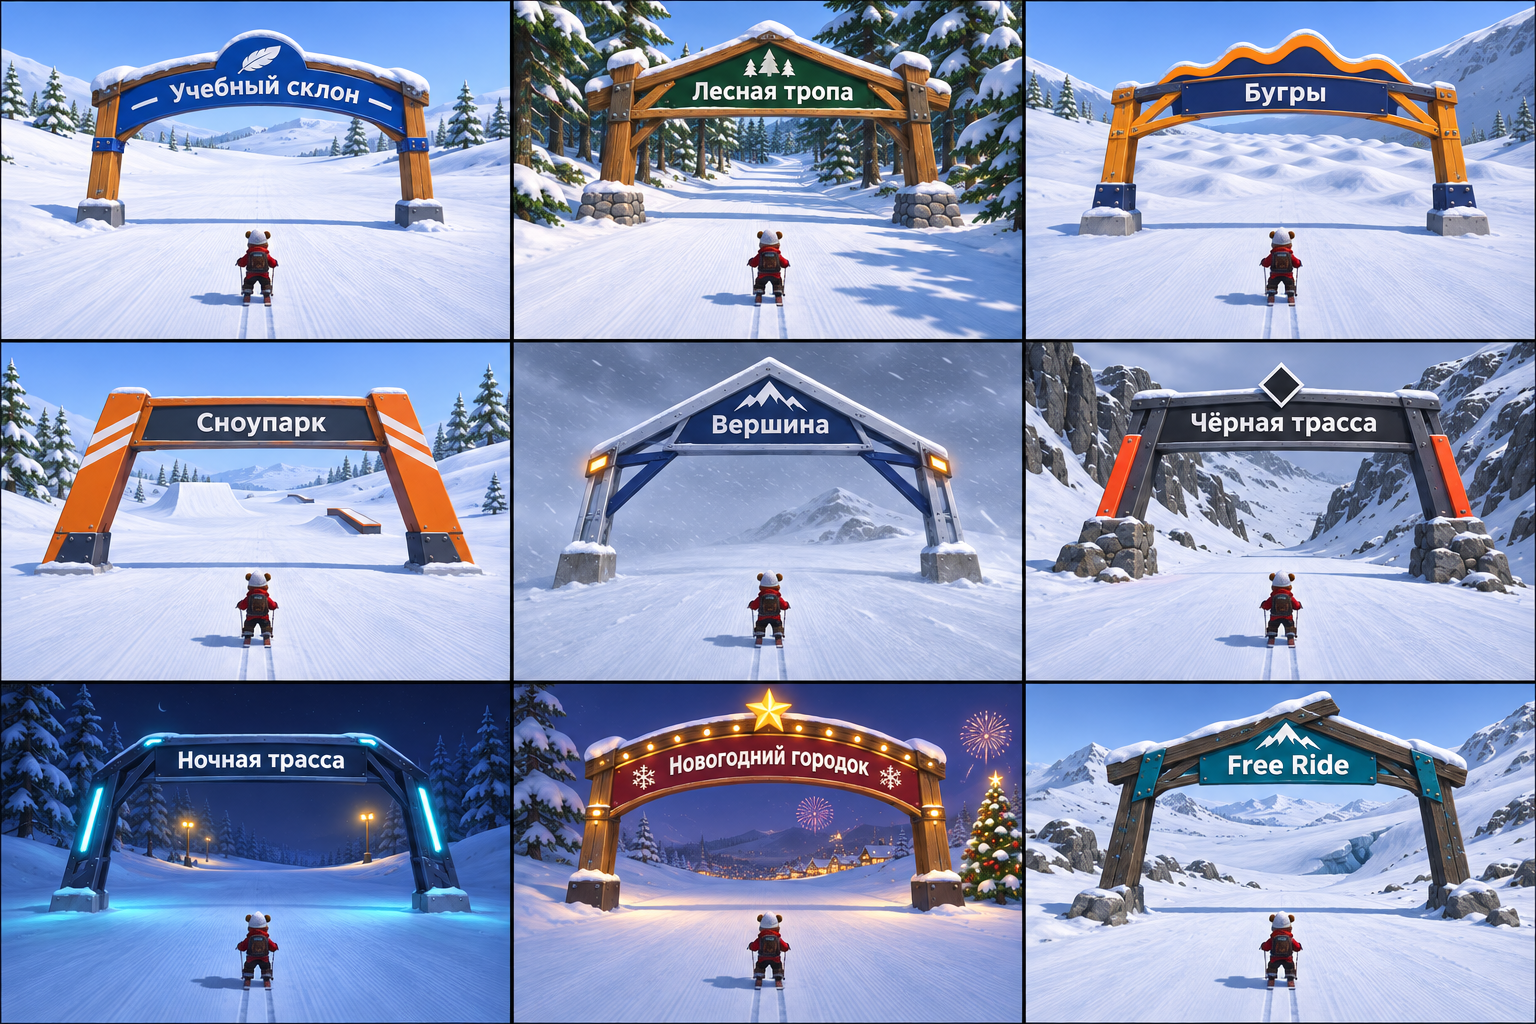 Учебный склон
Лесная тропа
Бугры
Сноупарк
Вершина
Чёрная трасса
Ночная трасса
Новогодний городок
Free Ride